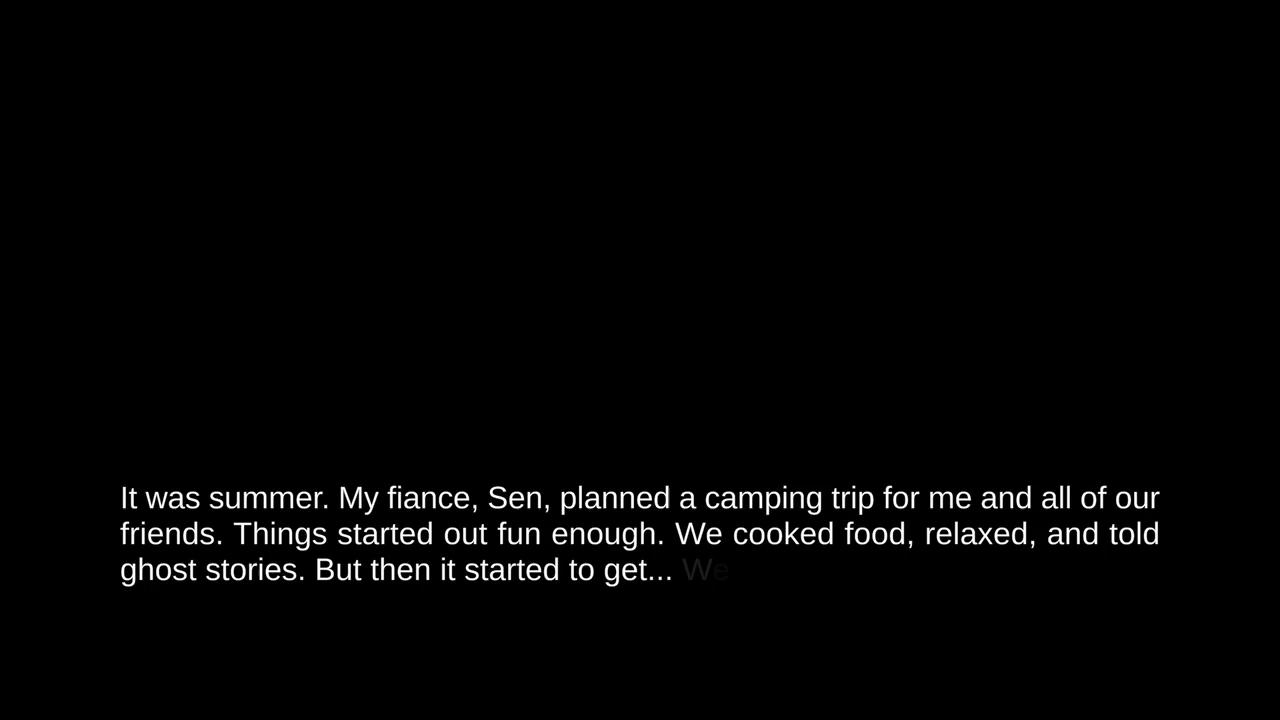 It was summer. My fiance, Sen, planned a camping trip for me and all of our
friends. Things started out fun enough. We cooked food, relaxed, and told
ghost stories. But then it started to get... We